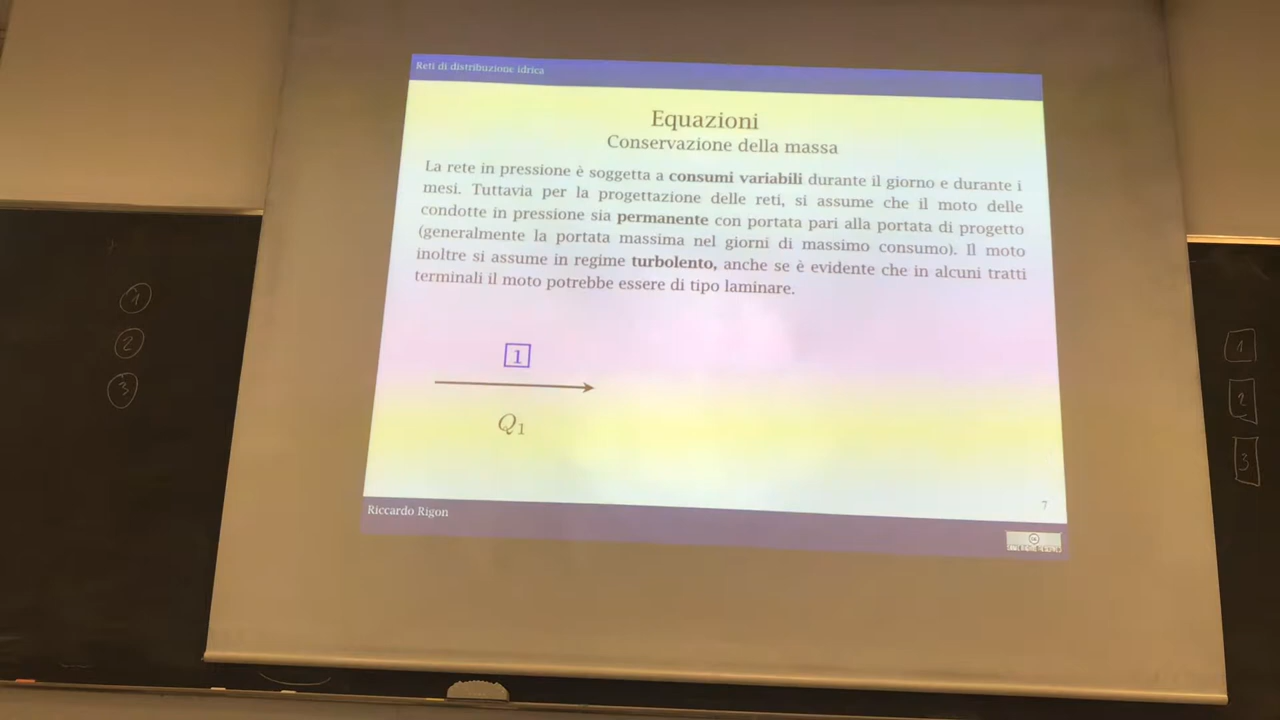 Reti di distribuzione idrica
Equazioni
Conservazione della massa
La rete in pressione è soggetta a consumi variabili durante il giorno e durante i
mesi. Tuttavia per la progettazione delle reti, si assume che il moto delle
condotte in pressione sia permanente con portata pari alla portata di progetto
(generalmente la portata massima nel giorni di massimo consumo). Il moto
inoltre si assume in regime turbolento, anche se è evidente che in alcuni tratti
terminali il moto potrebbe essere di tipo laminare.
1
Q1
7
Riccardo Rigon
1
2
3
1
2
3